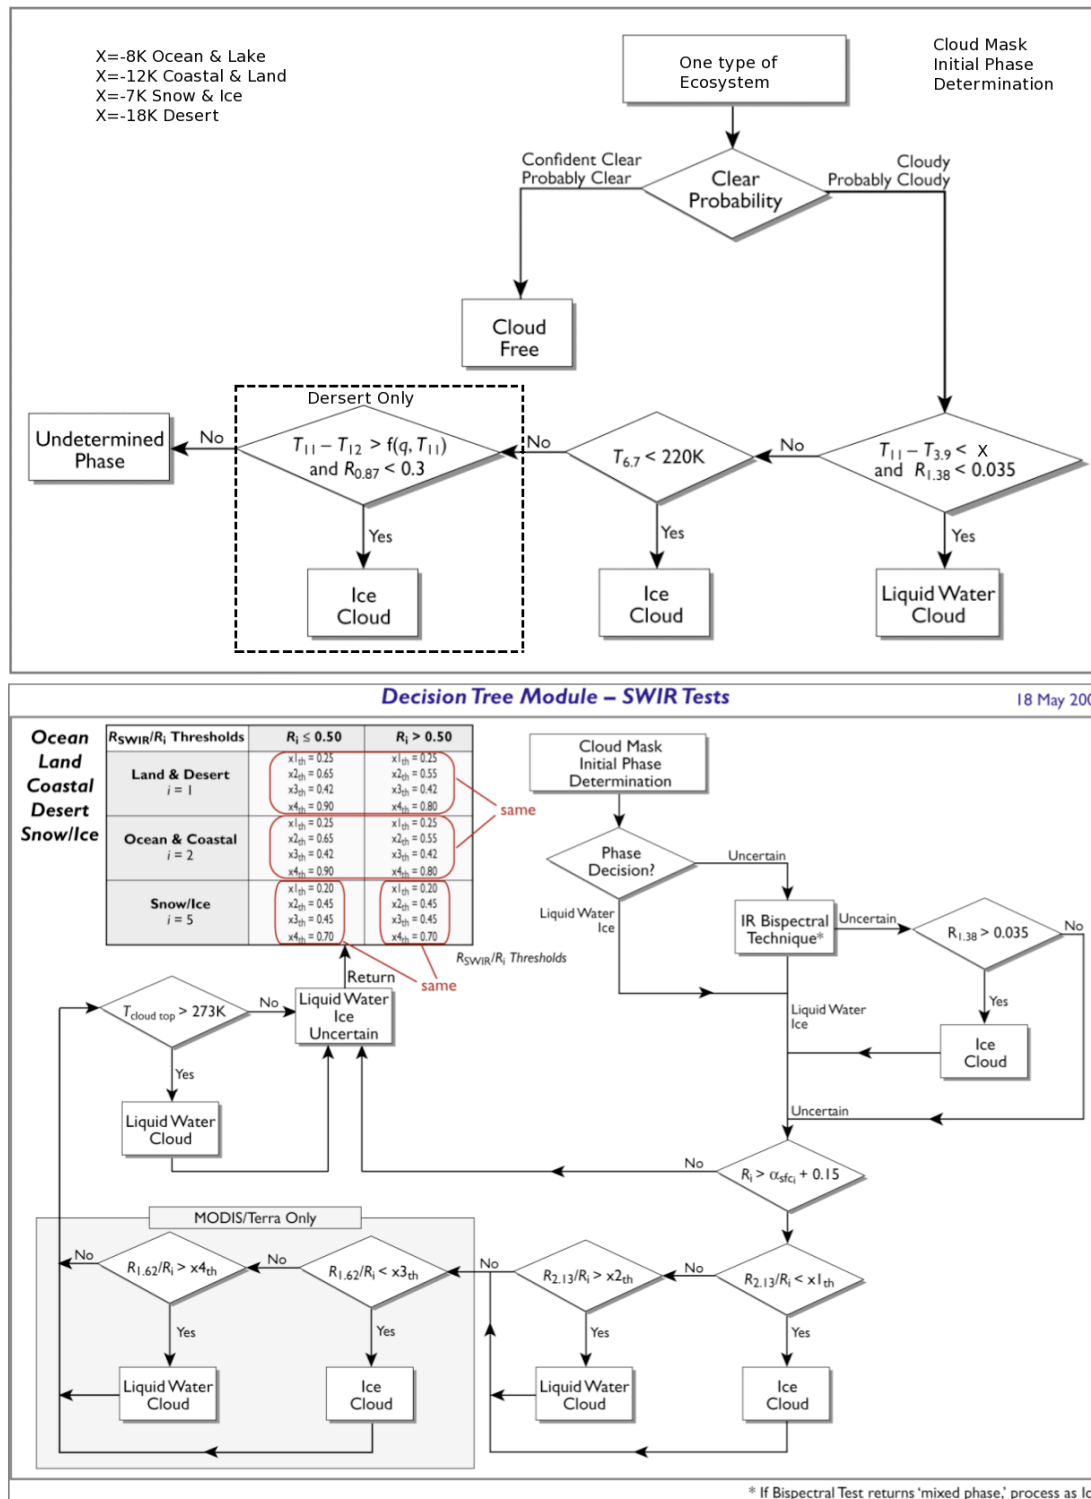 X=-8K Ocean & Lake
X=-12K Coastal & Land
X=-7K Snow & Ice
X=-18K Desert
One type of
Ecosystem
Cloud Mask
Initial Phase
Determination
Confident Clear
Probably Clear
Clear
Probability
Cloudy
Probably Cloudy
Cloud
Free
Dersert Only
Undetermined
Phase
No
T11 – T12 > f(q, T11)
and R0.87 < 0.3
No
T6.7 < 220K
No
T11 – T3.9 < X
and R1.38 < 0.035
Yes
Yes
Yes
Ice
Cloud
Ice
Cloud
Liquid Water
Cloud
Decision Tree Module – SWIR Tests
18 May 200
Ocean
Land
Coastal
Desert
Snow/Ice
RSWIR/Ri Thresholds
Ri ≤ 0.50
Ri > 0.50
Land & Desert
i = 1
x1th = 0.25
x2th = 0.65
x3th = 0.42
x4th = 0.90
x1th = 0.25
x2th = 0.55
x3th = 0.42
x4th = 0.80
Ocean & Coastal
i = 2
x1th = 0.25
x2th = 0.65
x3th = 0.42
x4th = 0.90
x1th = 0.25
x2th = 0.55
x3th = 0.42
x4th = 0.80
Snow/Ice
i = 5
x1th = 0.20
x2th = 0.45
x3th = 0.45
x4th = 0.70
x1th = 0.20
x2th = 0.45
x3th = 0.45
x4th = 0.70
same
same
RSWIR/Ri Thresholds
Cloud Mask
Initial Phase
Determination
Phase
Decision?
Uncertain
Liquid Water
Ice
IR Bispectral
Technique*
Uncertain
R1.38 > 0.035
No
Yes
Ice
Cloud
Liquid Water
Ice
Uncertain
Return
Tcloud top > 273K
No
Liquid Water
Ice
Uncertain
Yes
Liquid Water
Cloud
No
Ri > αsfci + 0.15
MODIS/Terra Only
No
R1.62/Ri > x4th
No
R1.62/Ri < x3th
No
R2.13/Ri > x2th
No
R2.13/Ri < x1th
Yes
Yes
Yes
Yes
Liquid Water
Cloud
Ice
Cloud
Liquid Water
Cloud
Ice
Cloud
* If Bispectral Test returns 'mixed phase,' process as Ic